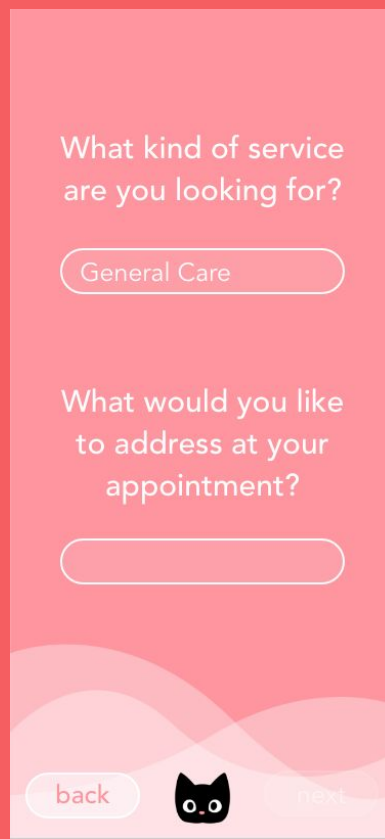 What kind of service
are you looking for?
General Care
What would you like
to address at your
appointment?
back
next